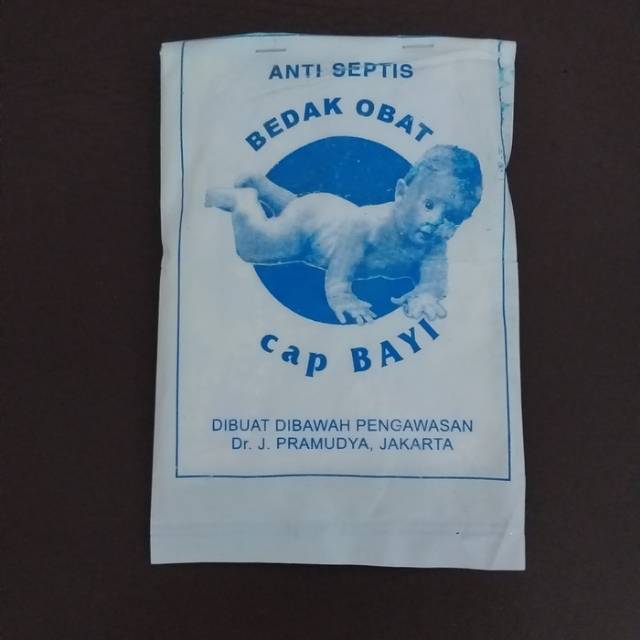 ANTI SEPTIS
BEDAK OBAT
cap BAYI
DIBUAT DIBAWAH PENGAWASAN
Dr. J. PRAMUDYA, JAKARTA